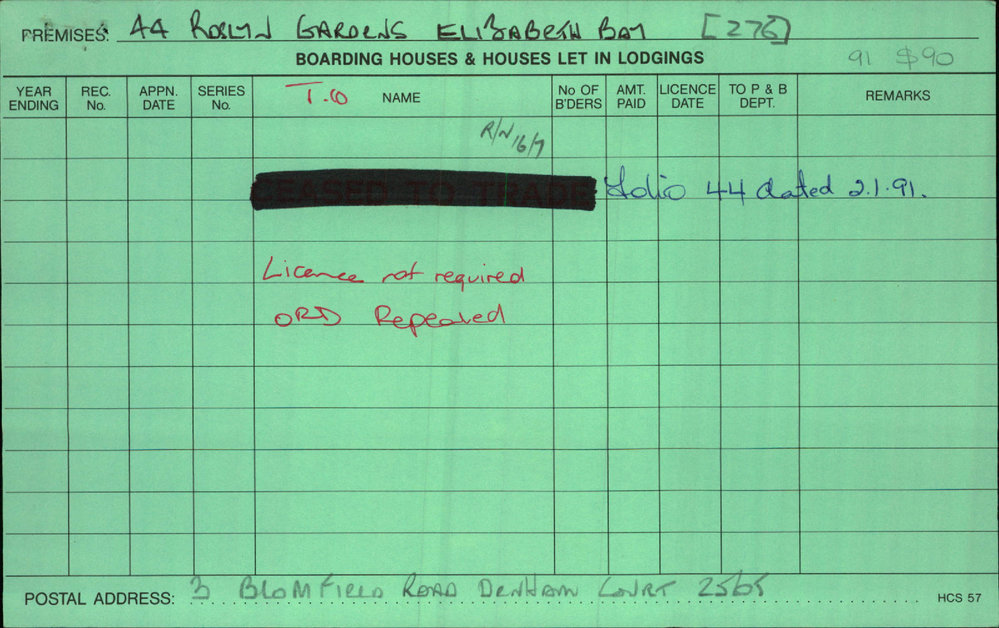 PREMISES: 44 ROSLYN GARDENS ELIZABETH BAY [276]
BOARDING HOUSES & HOUSES LET IN LODGINGS 91 $90
YEAR ENDING REC. No. APPN. DATE SERIES No. T.O NAME No OF B'DERS AMT. PAID LICENCE DATE TO P & B DEPT. REMARKS
R/N 16/7
CEASED TO TRADE folio 44 dated 2.1.91.
Licence not required
ORD Repealed
POSTAL ADDRESS: 3 BLOMFIELD ROAD DENHAM COURT 2565
HCS 57